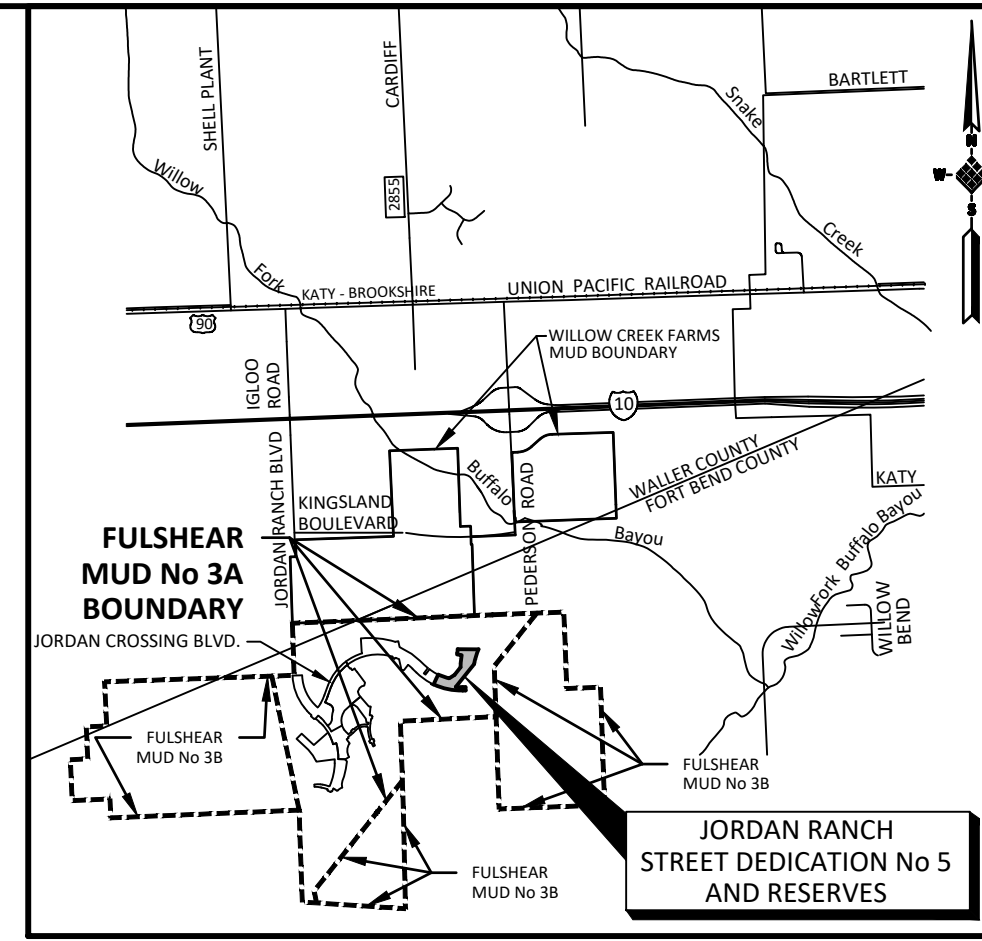 SHELL PLANT
CARDIFF
BARTLETT
Snake
Willow
2855
N
W
S
Creek
Fork
KATY - BROOKSHIRE
UNION PACIFIC RAILROAD
90
WILLOW CREEK FARMS
MUD BOUNDARY
IGLOO
ROAD
10
WALLER COUNTY
FORT BEND COUNTY
JORDAN RANCH BLVD
KINGSLAND
BOULEVARD
Buffalo
PEDERSON ROAD
Bayou
KATY
Willow Fork Buffalo Bayou
WILLOW
BEND
FULSHEAR
MUD No 3A
BOUNDARY
JORDAN CROSSING BLVD.
FULSHEAR
MUD No 3B
FULSHEAR
MUD No 3B
FULSHEAR
MUD No 3B
JORDAN RANCH
STREET DEDICATION No 5
AND RESERVES